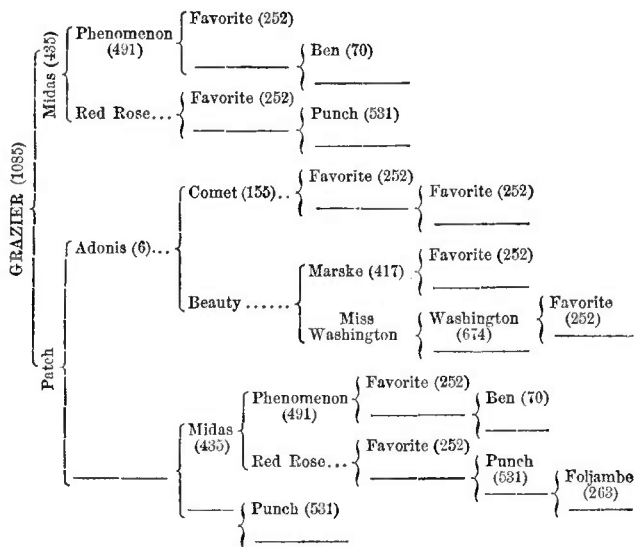 GRAZIER (1085)
Midas (435)
Phenomenon
(491)
Favorite (252)
Ben (70)
Red Rose...
Favorite (252)
Punch (531)
Patch
Adonis (6)...
Comet (155)..
Favorite (252)
Favorite (252)
Beauty ......
Marske (417)
Favorite (252)
Miss
Washington
Washington
(674)
Favorite
(252)
Midas
(435)
Phenomenon
(491)
Favorite (252)
Ben (70)
Red Rose...
Favorite (252)
Punch
(531)
Foljambe
(263)
Punch (531)